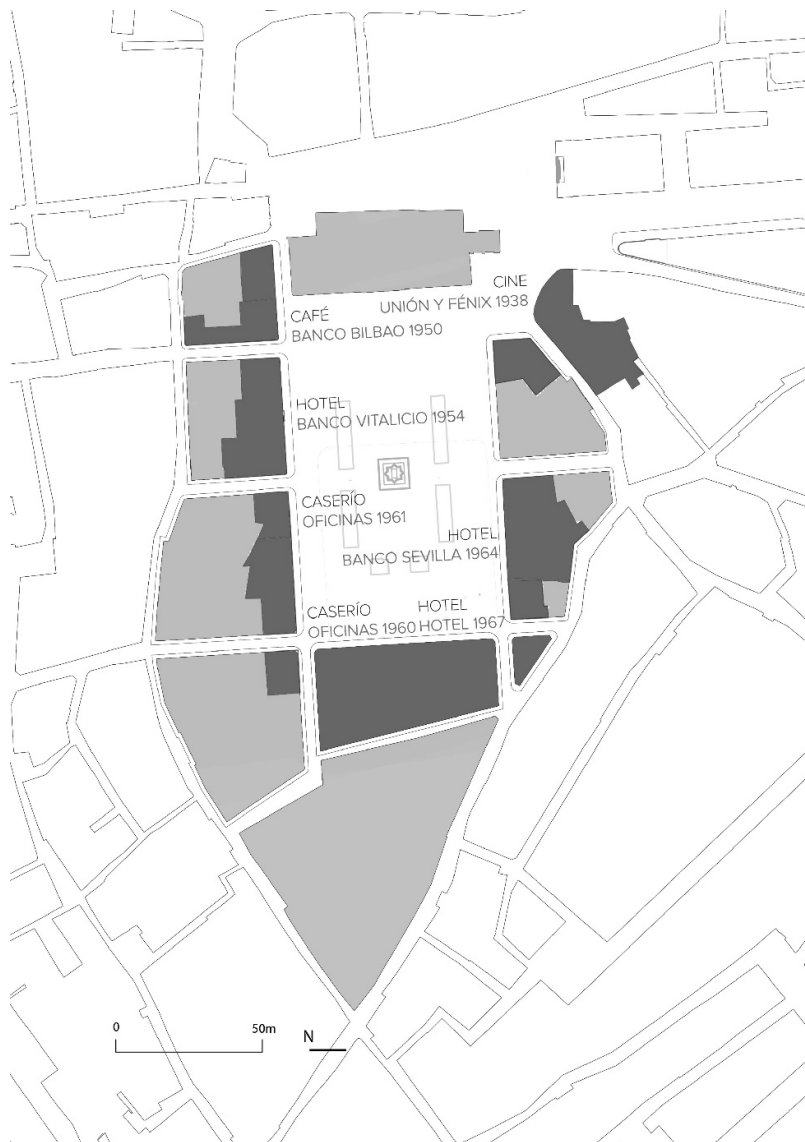 CINE
UNIÓN Y FÉNIX 1938
CAFÉ
BANCO BILBAO 1950
HOTEL
BANCO VITALICIO 1954
CASERÍO
OFICINAS 1961
HOTEL
BANCO SEVILLA 1964
CASERÍO
OFICINAS 1960
HOTEL
HOTEL 1967
0
50m
N